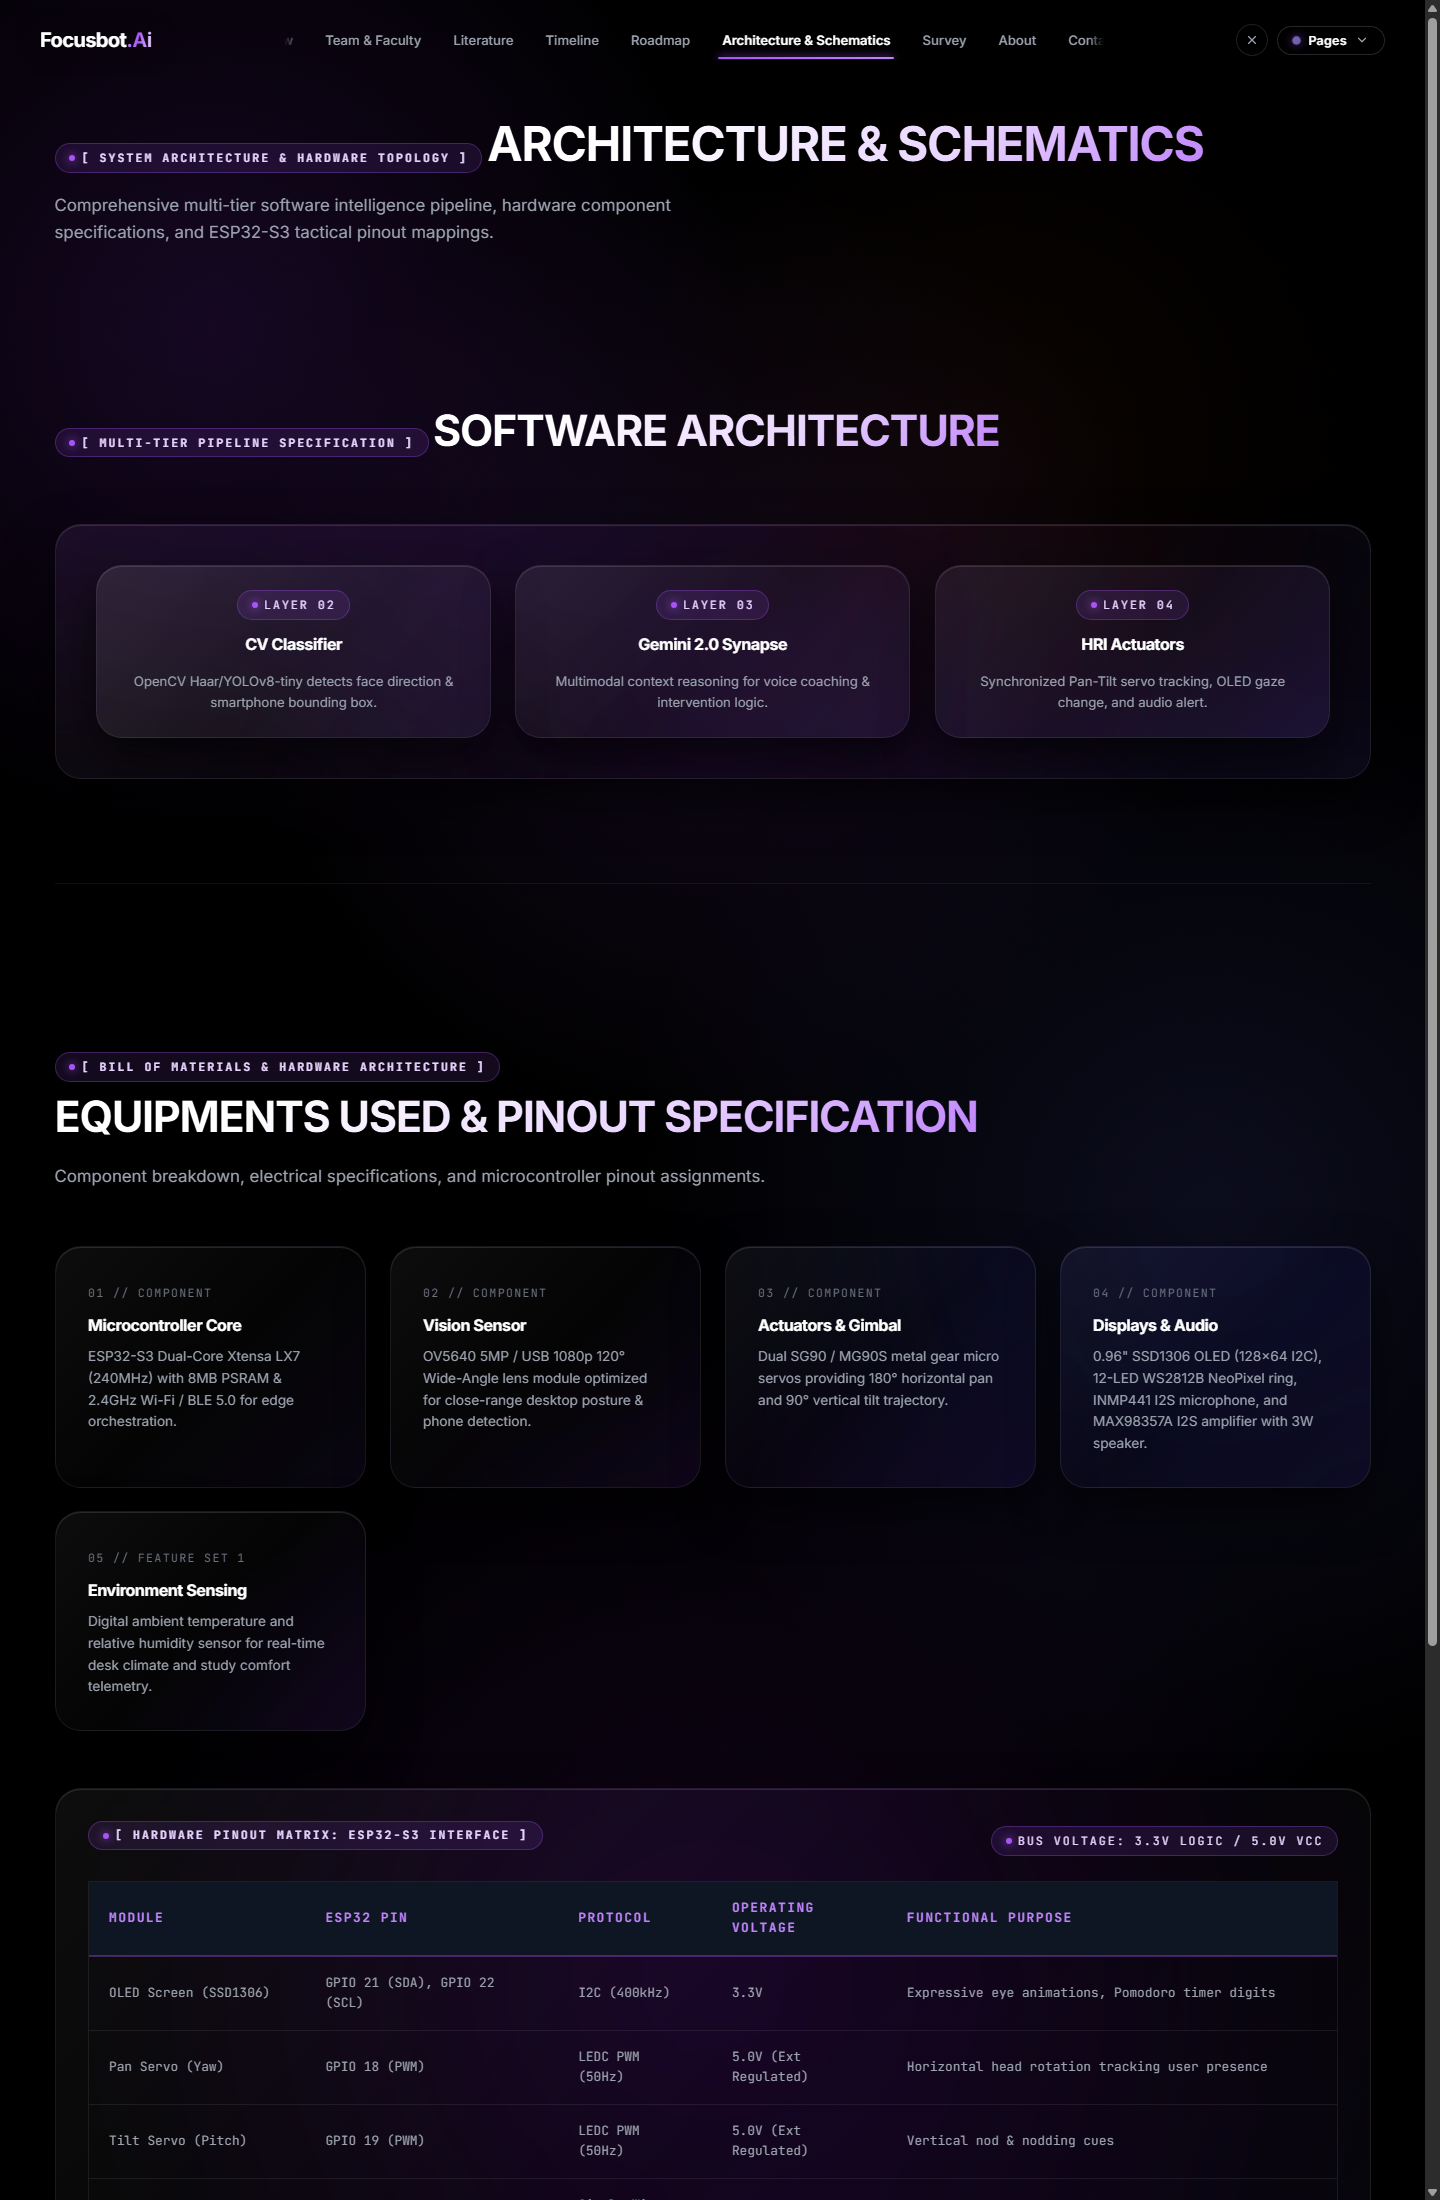 Focusbot.Ai
Team & Faculty
Literature
Timeline
Roadmap
Architecture & Schematics
Survey
About
Pages
[ SYSTEM ARCHITECTURE & HARDWARE TOPOLOGY ]
ARCHITECTURE & SCHEMATICS
Comprehensive multi-tier software intelligence pipeline, hardware component
specifications, and ESP32-S3 tactical pinout mappings.
[ MULTI-TIER PIPELINE SPECIFICATION ]
SOFTWARE ARCHITECTURE
LAYER 02
CV Classifier
OpenCV Haar/YOLOv8-tiny detects face direction &
smartphone bounding box.
LAYER 03
Gemini 2.0 Synapse
Multimodal context reasoning for voice coaching &
intervention logic.
LAYER 04
HRI Actuators
Synchronized Pan-Tilt servo tracking, OLED gaze
change, and audio alert.
[ BILL OF MATERIALS & HARDWARE ARCHITECTURE ]
EQUIPMENTS USED & PINOUT SPECIFICATION
Component breakdown, electrical specifications, and microcontroller pinout assignments.
01 // COMPONENT
Microcontroller Core
ESP32-S3 Dual-Core Xtensa LX7
(240MHz) with 8MB PSRAM &
2.4GHz Wi-Fi / BLE 5.0 for edge
orchestration.
02 // COMPONENT
Vision Sensor
OV5640 5MP / USB 1080p 120°
Wide-Angle lens module optimized
for close-range desktop posture &
phone detection.
03 // COMPONENT
Actuators & Gimbal
Dual SG90 / MG90S metal gear micro
servos providing 180° horizontal pan
and 90° vertical tilt trajectory.
04 // COMPONENT
Displays & Audio
0.96" SSD1306 OLED (128×64 I2C),
12-LED WS2812B NeoPixel ring,
INMP441 I2S microphone, and
MAX98357A I2S amplifier with 3W
speaker.
05 // FEATURE SET 1
Environment Sensing
Digital ambient temperature and
relative humidity sensor for real-time
desk climate and study comfort
telemetry.
[ HARDWARE PINOUT MATRIX: ESP32-S3 INTERFACE ]
BUS VOLTAGE: 3.3V LOGIC / 5.0V VCC
MODULE
ESP32 PIN
PROTOCOL
OPERATING
VOLTAGE
FUNCTIONAL PURPOSE
OLED Screen (SSD1306)
GPIO 21 (SDA), GPIO 22
(SCL)
I2C (400kHz)
3.3V
Expressive eye animations, Pomodoro timer digits
Pan Servo (Yaw)
GPIO 18 (PWM)
LEDC PWM
(50Hz)
5.0V (Ext
Regulated)
Horizontal head rotation tracking user presence
Tilt Servo (Pitch)
GPIO 19 (PWM)
LEDC PWM
(50Hz)
5.0V (Ext
Regulated)
Vertical nod & nodding cues